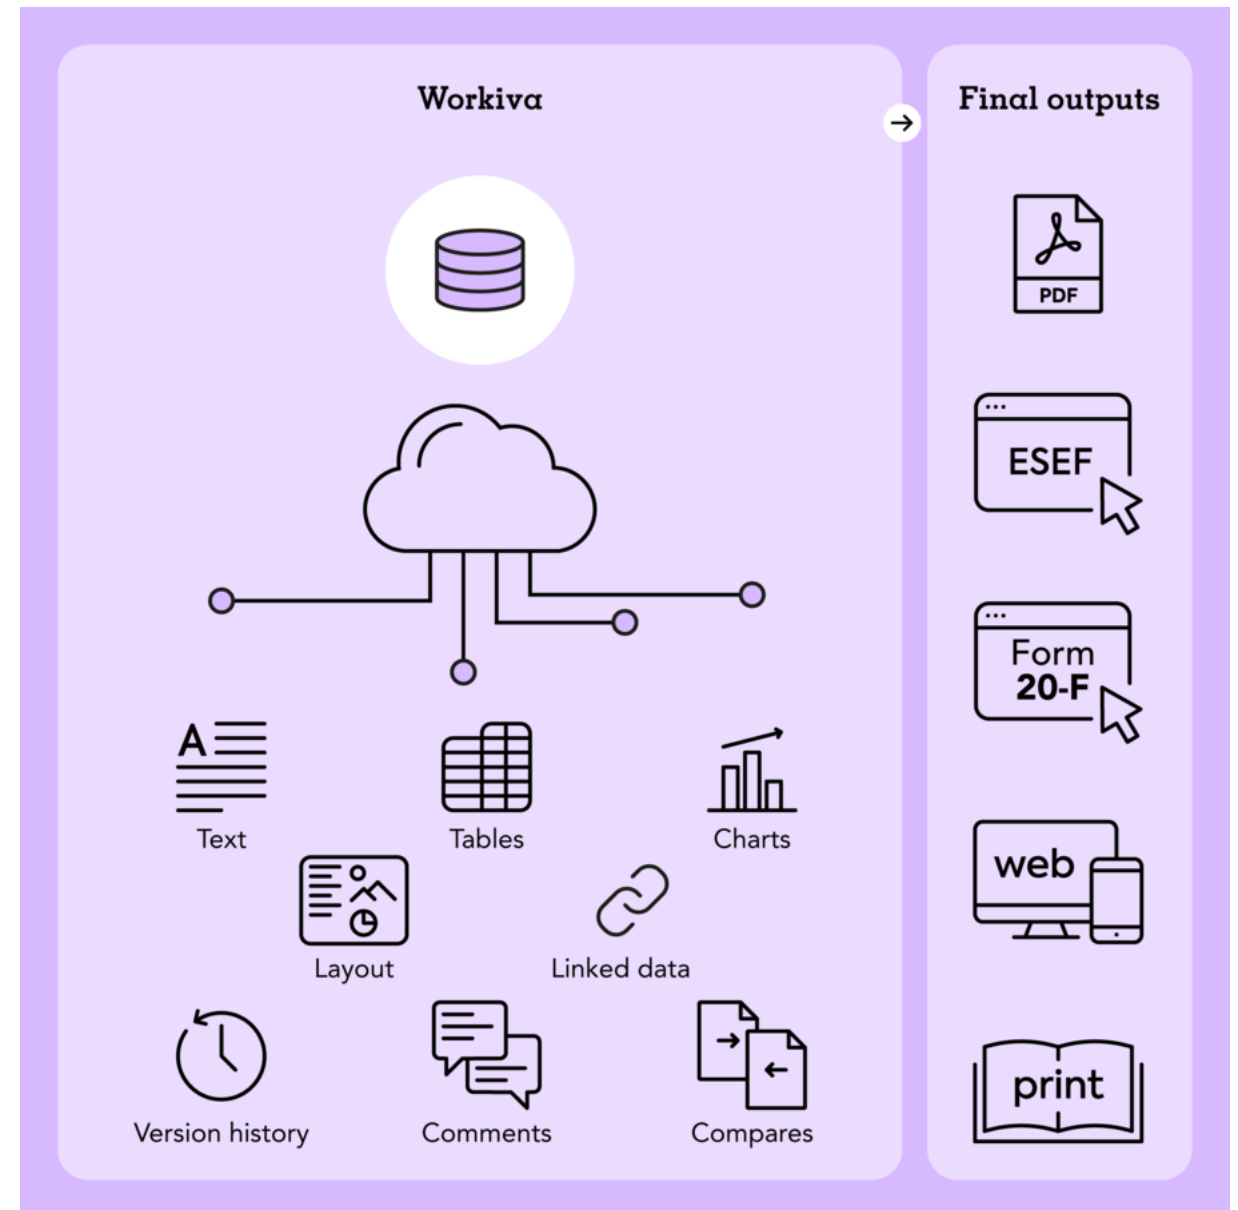 Workiva
Final outputs
PDF
ESEF
Form
20-F
web
print
A
Text
Tables
Charts
Layout
Linked data
Version history
Comments
Compares